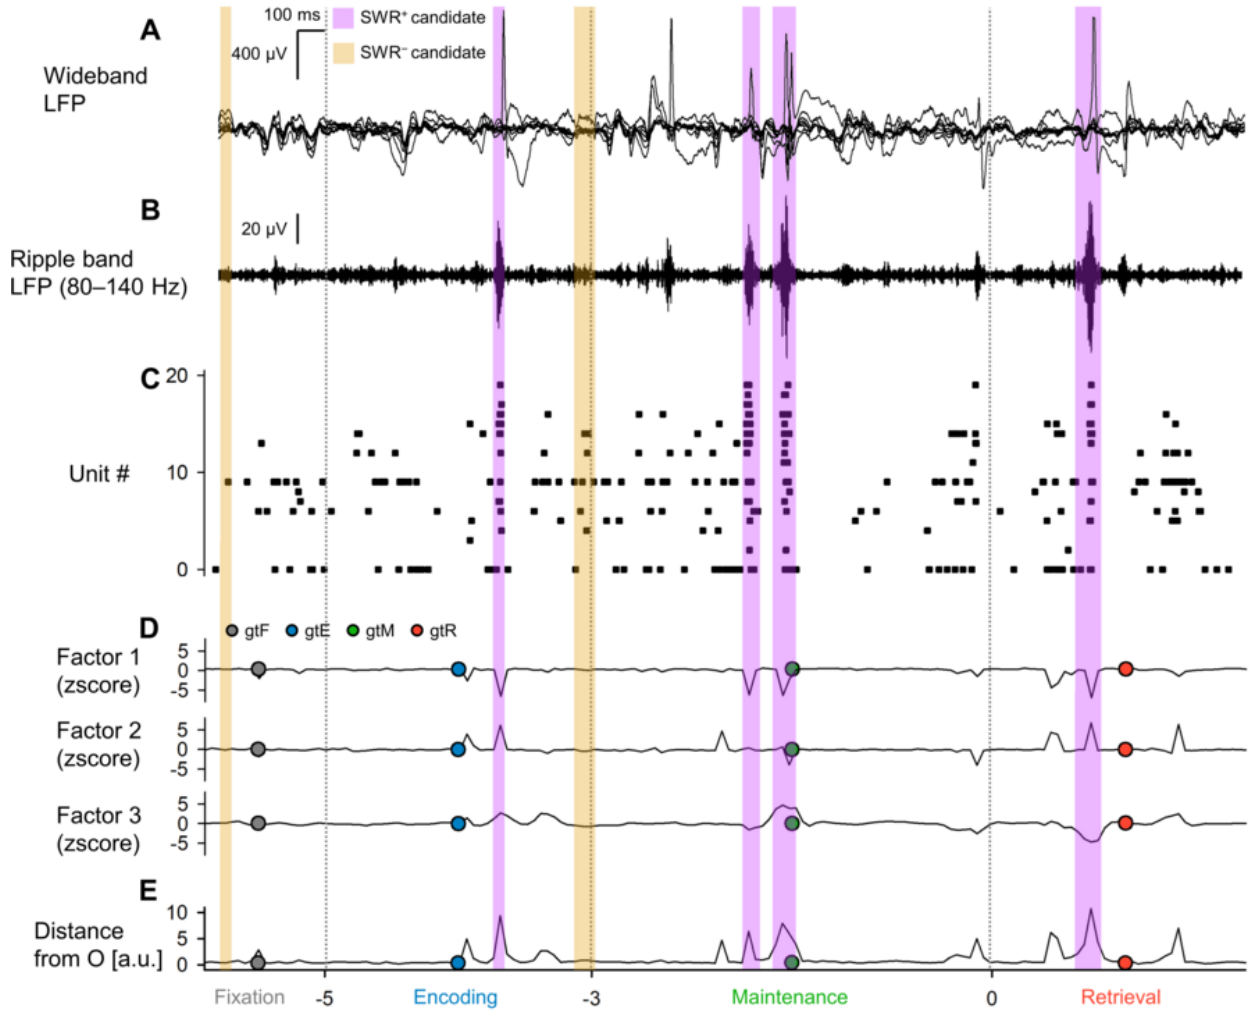 A
100 ms
400 µV
SWR⁺ candidate
SWR⁻ candidate
Wideband
LFP
B
20 µV
Ripple band
LFP (80–140 Hz)
C
20
10
0
Unit #
D
gtF
gtE
gtM
gtR
Factor 1
(zscore)
5
0
-5
Factor 2
(zscore)
5
0
-5
Factor 3
(zscore)
5
0
-5
E
Distance
from O [a.u.]
10
5
0
Fixation
-5
Encoding
-3
Maintenance
0
Retrieval